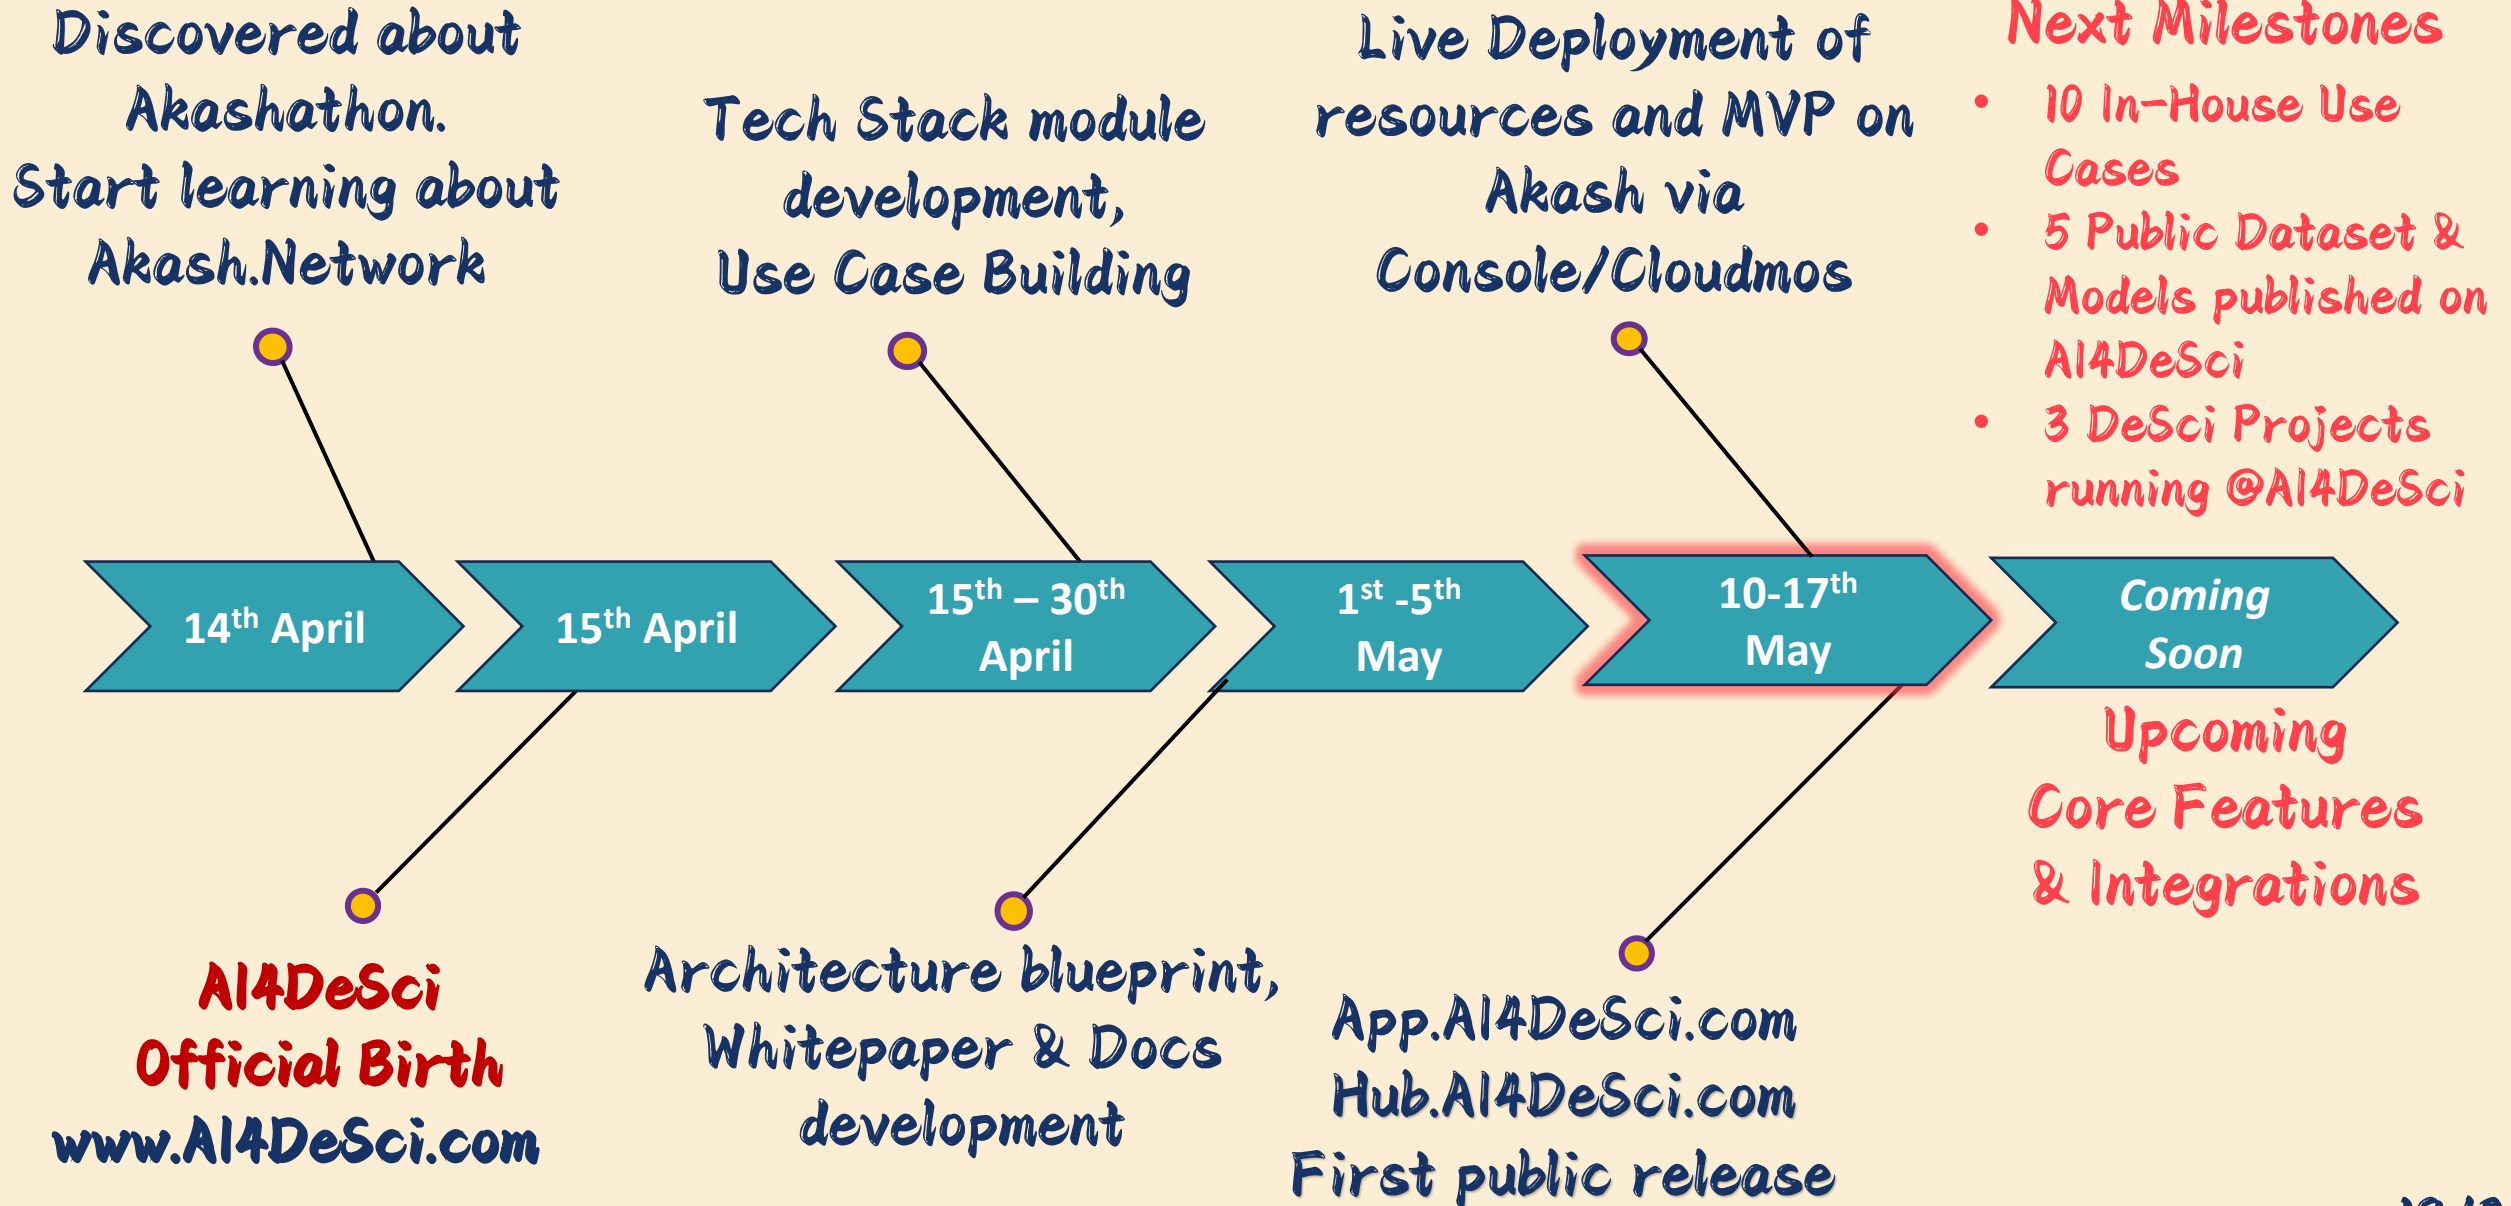 Discovered about
Akashathon.
Start learning about
Akash.Network
Tech Stack module
development,
Use Case Building
Live Deployment of
resources and MVP on
Akash via
Console/Cloudmos
Next Milestones
• 10 In-House Use
Cases
• 5 Public Dataset &
Models published on
AI4DeSci
• 3 DeSci Projects
running @AI4DeSci
14th April
15th April
15th – 30th
April
1st -5th
May
10-17th
May
Coming
Soon
Upcoming
Core Features
& Integrations
AI4DeSci
Official Birth
www.AI4DeSci.com
Architecture blueprint,
Whitepaper & Docs
development
App.AI4DeSci.com
Hub.AI4DeSci.com
First public release